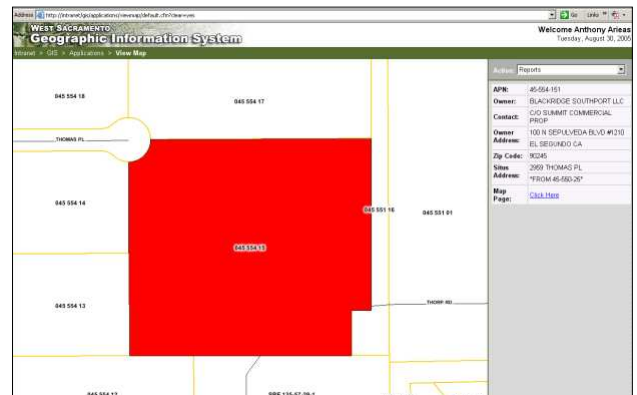 Address http://intranet/gis/applications/viewmap/default.cfm?clear=yes
Go Links
WEST SACRAMENTO
Geographic Information System
Welcome Anthony Arieas
Tuesday, August 30, 2005
Intranet > GIS > Applications > View Map
Action: Reports
APN: 45-554-151
Owner: BLACKRIDGE SOUTHPORT LLC
Contact: C/O SUMMIT COMMERCIAL PROP
Owner Address: 100 N SEPULVEDA BLVD #1210
EL SEGUNDO CA
Zip Code: 90245
Situs Address: 2959 THOMAS PL
*FROM 45-550-25*
Map Page: Click Here
045 554 18
045 554 17
THOMAS PL
045 554 14
045 551 16
045 551 01
045 554 15
THORP RD
045 554 13
045 554 12